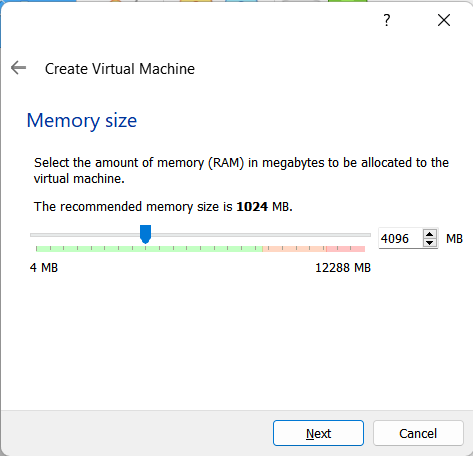 ?
Create Virtual Machine
Memory size
Select the amount of memory (RAM) in megabytes to be allocated to the
virtual machine.
The recommended memory size is 1024 MB.
4096 MB
4 MB 12288 MB
Next Cancel